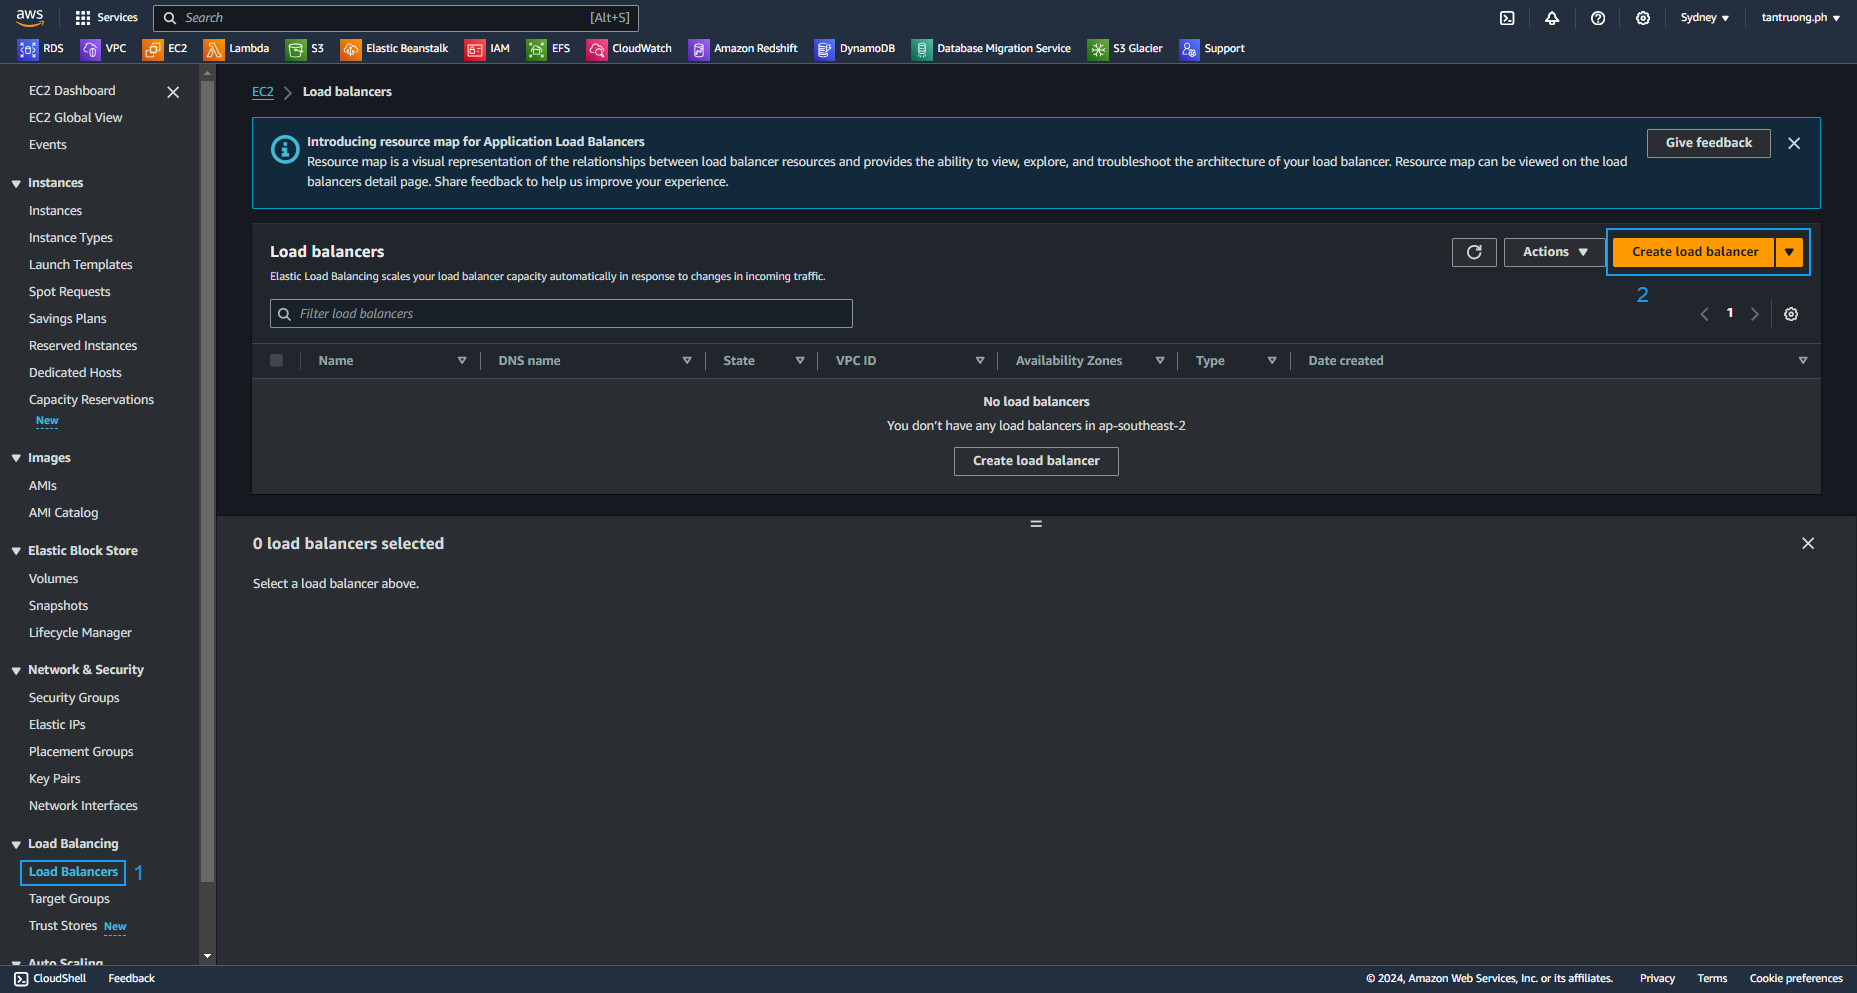 aws
Services
Search
[Alt+S]
Sydney ▼
tantruong.ph ▼
RDS
VPC
EC2
Lambda
S3
Elastic Beanstalk
IAM
EFS
CloudWatch
Amazon Redshift
DynamoDB
Database Migration Service
S3 Glacier
Support
EC2 Dashboard
EC2 Global View
Events
Instances
Instances
Instance Types
Launch Templates
Spot Requests
Savings Plans
Reserved Instances
Dedicated Hosts
Capacity Reservations
New
Images
AMIs
AMI Catalog
Elastic Block Store
Volumes
Snapshots
Lifecycle Manager
Network & Security
Security Groups
Elastic IPs
Placement Groups
Key Pairs
Network Interfaces
Load Balancing
Load Balancers 1
Target Groups
Trust Stores New
Auto Scaling
EC2 > Load balancers
Introducing resource map for Application Load Balancers
Resource map is a visual representation of the relationships between load balancer resources and provides the ability to view, explore, and troubleshoot the architecture of your load balancer. Resource map can be viewed on the load
balancers detail page. Share feedback to help us improve your experience.
Give feedback
Load balancers
Elastic Load Balancing scales your load balancer capacity automatically in response to changes in incoming traffic.
Actions ▼
Create load balancer ▼
2
Filter load balancers
1
Name
DNS name
State
VPC ID
Availability Zones
Type
Date created
No load balancers
You don't have any load balancers in ap-southeast-2
Create load balancer
0 load balancers selected
Select a load balancer above.
CloudShell
Feedback
© 2024, Amazon Web Services, Inc. or its affiliates.
Privacy
Terms
Cookie preferences